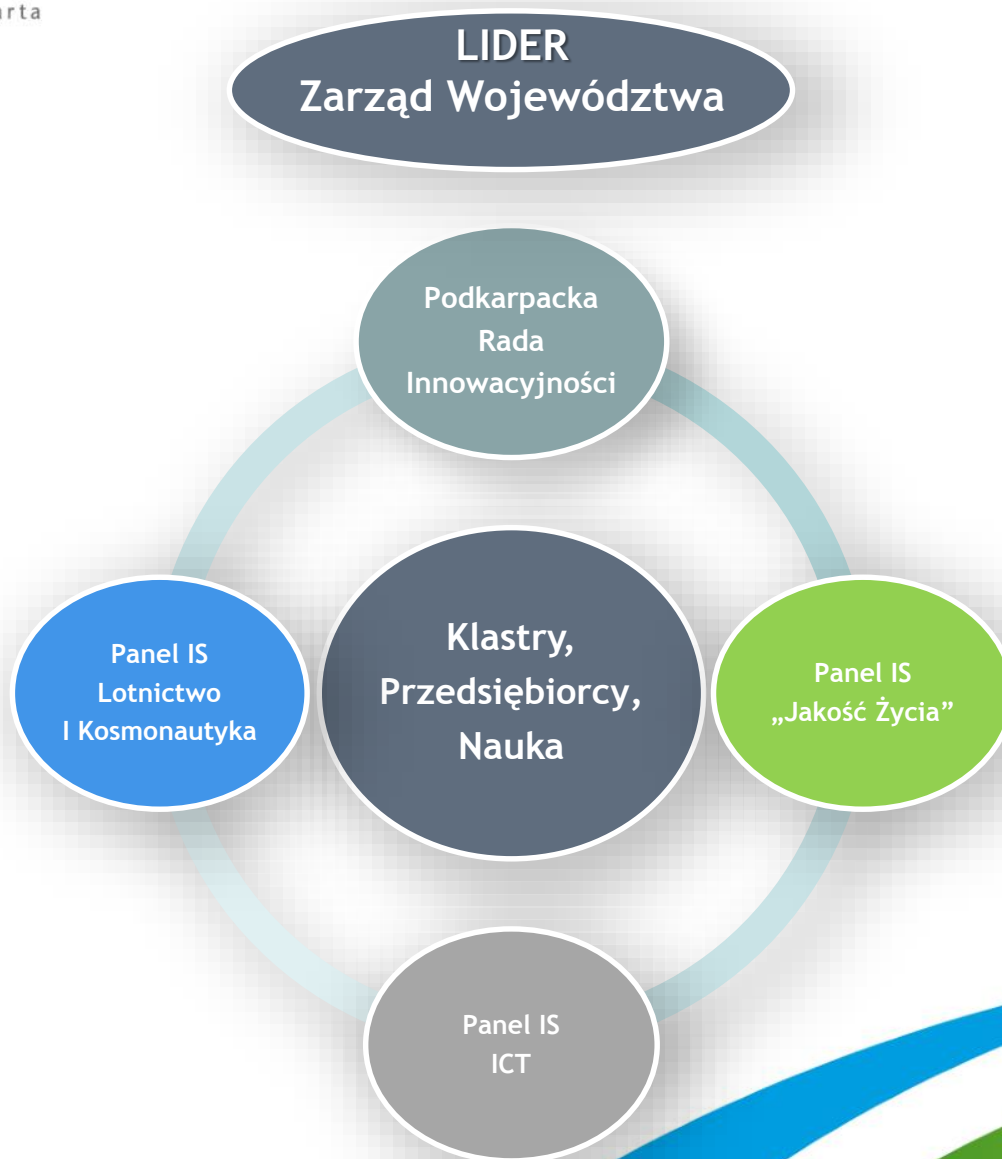 LIDER
Zarząd Województwa
Podkarpacka
Rada
Innowacyjności
Panel IS
Lotnictwo
I Kosmonautyka
Klastry,
Przedsiębiorcy,
Nauka
Panel IS
„Jakość Życia”
Panel IS
ICT